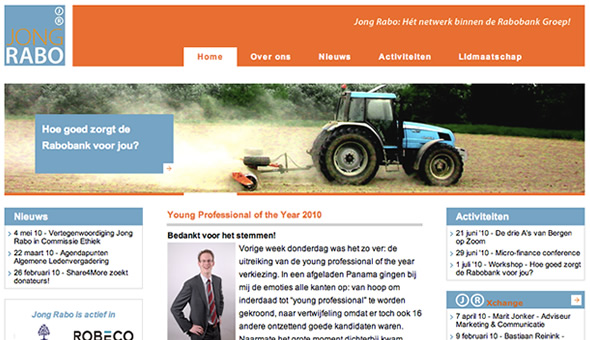 J
R
JONG
RABO
Jong Rabo: Hét netwerk binnen de Rabobank Groep!
Home Over ons Nieuws Activiteiten Lidmaatschap
Hoe goed zorgt de
Rabobank voor jou?
Nieuws
4 mei 10 - Vertegenwoordiging Jong
Rabo in Commissie Ethiek
22 maart 10 - Agendapunten
Algemene Ledenvergadering
26 februari 10 - Share4More zoekt
donateurs!
Jong Rabo is actief in
ROBECO
Young Professional of the Year 2010
Bedankt voor het stemmen!
Vorige week donderdag was het zo ver: de
uitreiking van de young professional of the year
verkiezing. In een afgeladen Panama gingen bij
mij de emoties alle kanten op: van hoop om
inderdaad tot "young professional" te worden
gekroond, naar vertwijfeling omdat er toch ook 16
andere ontzettend goede kandidaten waren.
Naarmate het grote moment dichterbij kwam
Activiteiten
21 juni '10 - De drie A's van Bergen
op Zoom
29 juni '10 - Micro-finance conference
1 juli '10 - Workshop - Hoe goed zorgt
de Rabobank voor jou?
J R Xchange
7 april 10 - Marit Jonker - Adviseur
Marketing & Communicatie
9 februari 10 - Bastiaan Reinink -